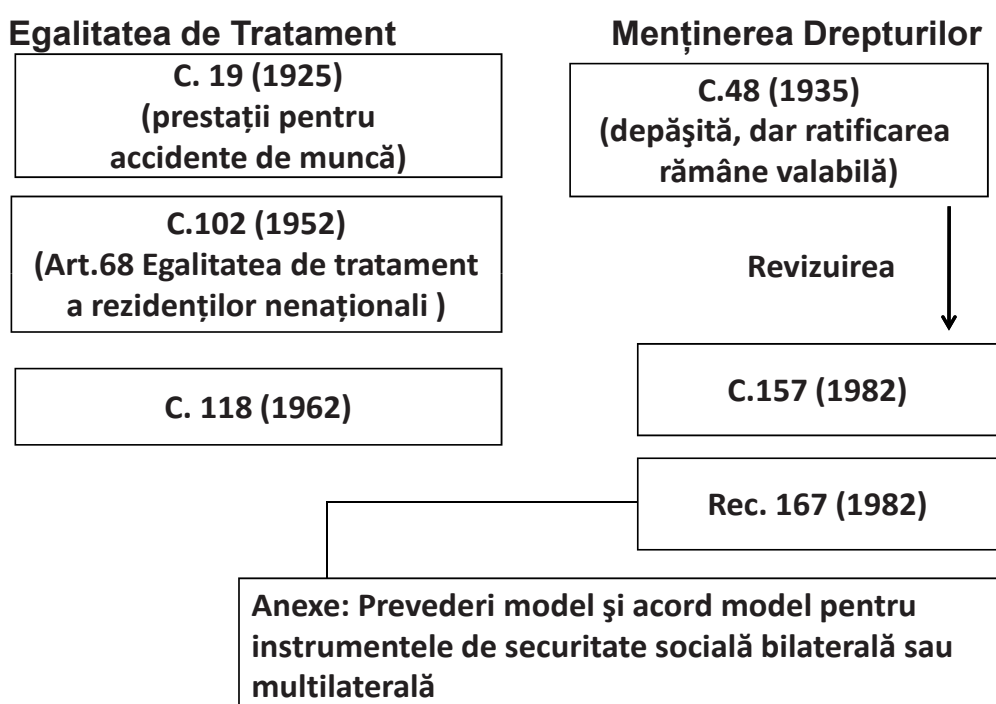 Egalitatea de Tratament
C. 19 (1925)
(prestații pentru
accidente de muncă)
C.102 (1952)
(Art.68 Egalitatea de tratament
a rezidenților nenaționali )
C. 118 (1962)
Menținerea Drepturilor
C.48 (1935)
(depăşită, dar ratificarea
rămâne valabilă)
Revizuirea
C.157 (1982)
Rec. 167 (1982)
Anexe: Prevederi model şi acord model pentru
instrumentele de securitate socială bilaterală sau
multilaterală